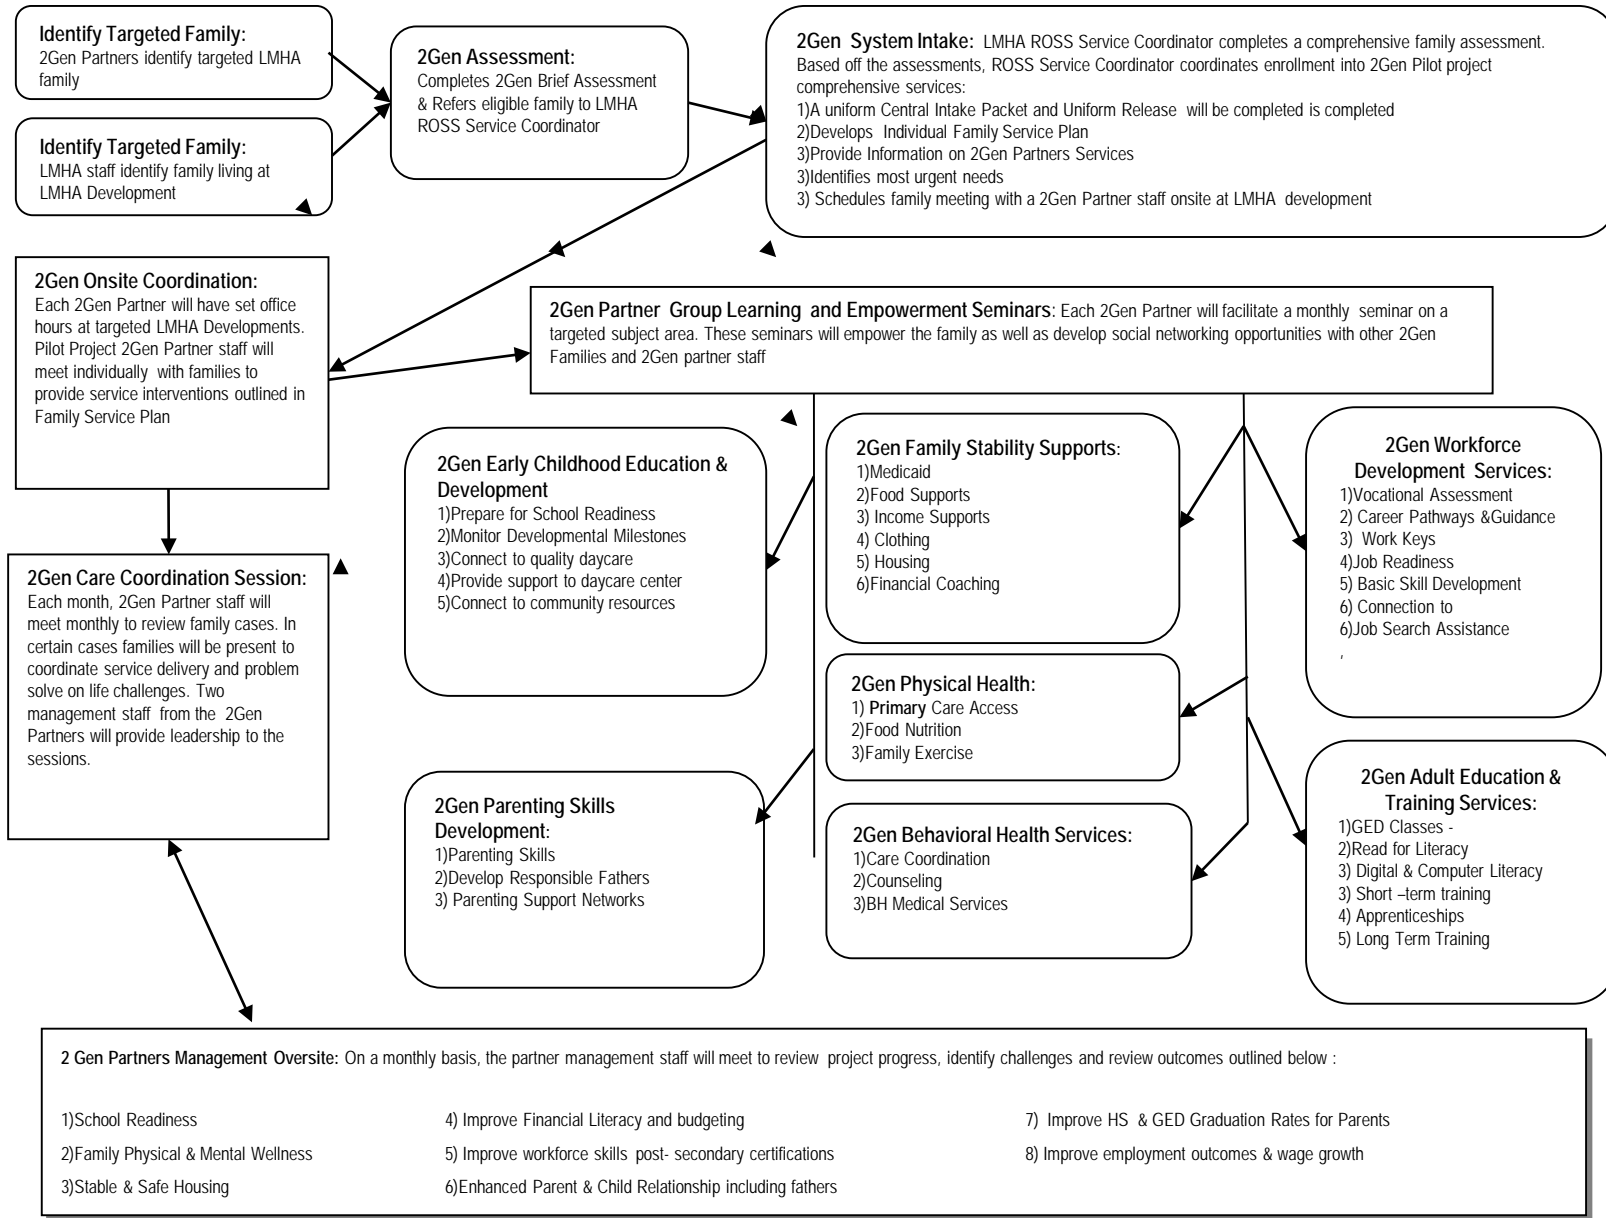 Identify Targeted Family:
2Gen Partners identify targeted LMHA
family
Identify Targeted Family:
LMHA staff identify family living at
LMHA Development
2Gen Assessment:
Completes 2Gen Brief Assessment
& Refers eligible family to LMHA
ROSS Service Coordinator
2Gen System Intake: LMHA ROSS Service Coordinator completes a comprehensive family assessment.
Based off the assessments, ROSS Service Coordinator coordinates enrollment into 2Gen Pilot project
comprehensive services:
1)A uniform Central Intake Packet and Uniform Release will be completed is completed
2)Develops Individual Family Service Plan
3)Provide Information on 2Gen Partners Services
3)Identifies most urgent needs
3) Schedules family meeting with a 2Gen Partner staff onsite at LMHA development
2Gen Onsite Coordination:
Each 2Gen Partner will have set office
hours at targeted LMHA Developments.
Pilot Project 2Gen Partner staff will
meet individually with families to
provide service interventions outlined in
Family Service Plan
2Gen Partner Group Learning and Empowerment Seminars: Each 2Gen Partner will facilitate a monthly seminar on a
targeted subject area. These seminars will empower the family as well as develop social networking opportunities with other 2Gen
Families and 2Gen partner staff
2Gen Care Coordination Session:
Each month, 2Gen Partner staff will
meet monthly to review family cases. In
certain cases families will be present to
coordinate service delivery and problem
solve on life challenges. Two
management staff from the 2Gen
Partners will provide leadership to the
sessions.
2Gen Early Childhood Education &
Development
1)Prepare for School Readiness
2)Monitor Developmental Milestones
3)Connect to quality daycare
4)Provide support to daycare center
5)Connect to community resources
2Gen Parenting Skills
Development:
1)Parenting Skills
2)Develop Responsible Fathers
3) Parenting Support Networks
2Gen Family Stability Supports:
1)Medicaid
2)Food Supports
3) Income Supports
4) Clothing
5) Housing
6)Financial Coaching
2Gen Physical Health:
1) Primary Care Access
2)Food Nutrition
3)Family Exercise
2Gen Behavioral Health Services:
1)Care Coordination
2)Counseling
3)BH Medical Services
2Gen Workforce
Development Services:
1)Vocational Assessment
2) Career Pathways &Guidance
3) Work Keys
4)Job Readiness
5) Basic Skill Development
6) Connection to
6)Job Search Assistance
,
2Gen Adult Education &
Training Services:
1)GED Classes -
2)Read for Literacy
3) Digital & Computer Literacy
3) Short –term training
4) Apprenticeships
5) Long Term Training
2 Gen Partners Management Oversite: On a monthly basis, the partner management staff will meet to review project progress, identify challenges and review outcomes outlined below :
1)School Readiness
2)Family Physical & Mental Wellness
3)Stable & Safe Housing
4) Improve Financial Literacy and budgeting
5) Improve workforce skills post- secondary certifications
6)Enhanced Parent & Child Relationship including fathers
7) Improve HS & GED Graduation Rates for Parents
8) Improve employment outcomes & wage growth